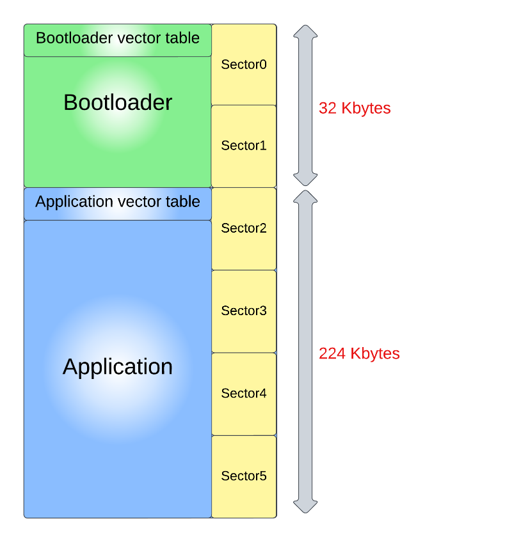 Bootloader vector table
Bootloader
Sector0
Sector1
32 Kbytes
Application vector table
Application
Sector2
Sector3
Sector4
Sector5
224 Kbytes